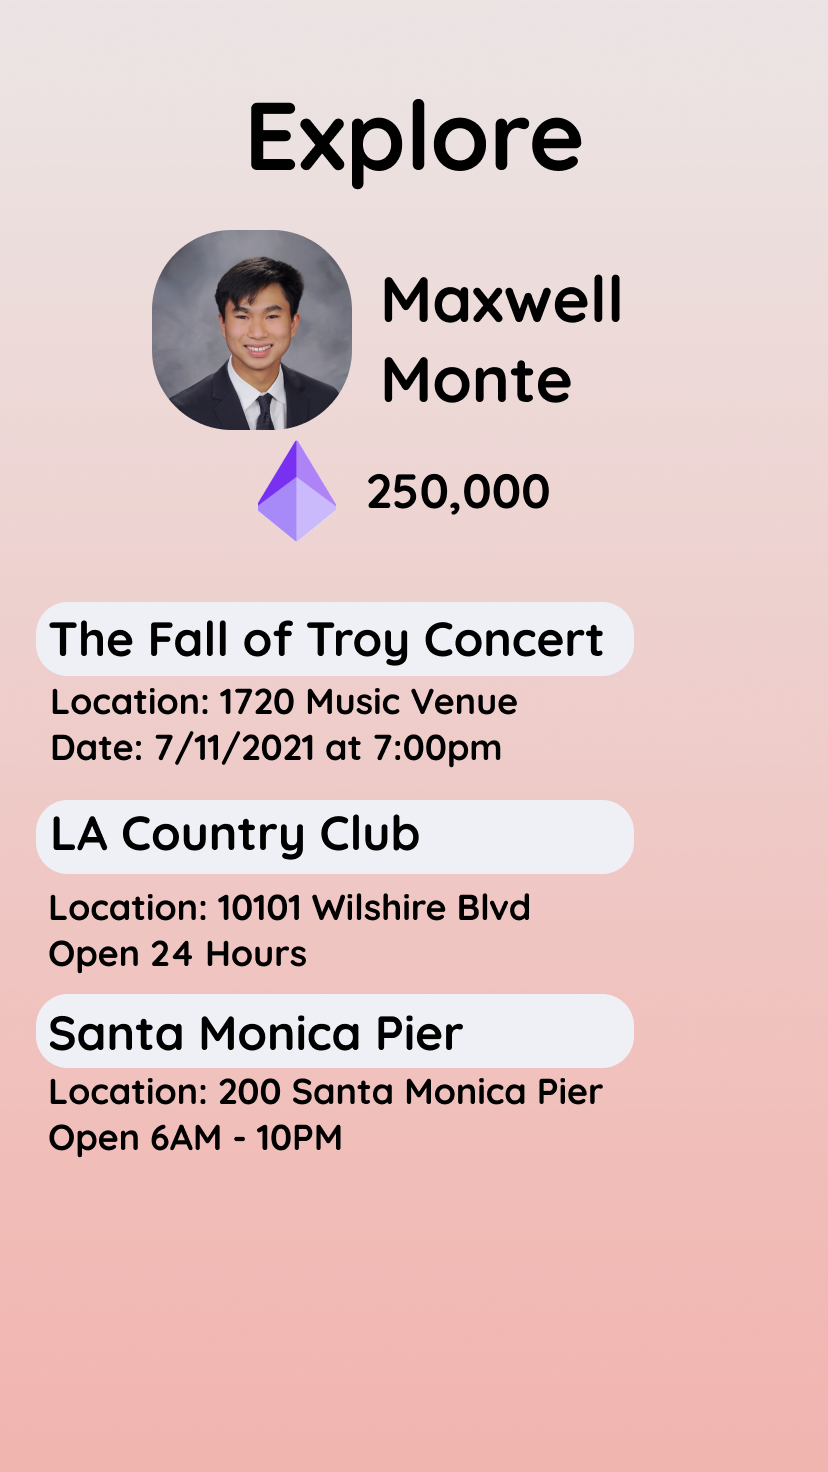 Explore
Maxwell
Monte
250,000
The Fall of Troy Concert
Location: 1720 Music Venue
Date: 7/11/2021 at 7:00pm
LA Country Club
Location: 10101 Wilshire Blvd
Open 24 Hours
Santa Monica Pier
Location: 200 Santa Monica Pier
Open 6AM - 10PM